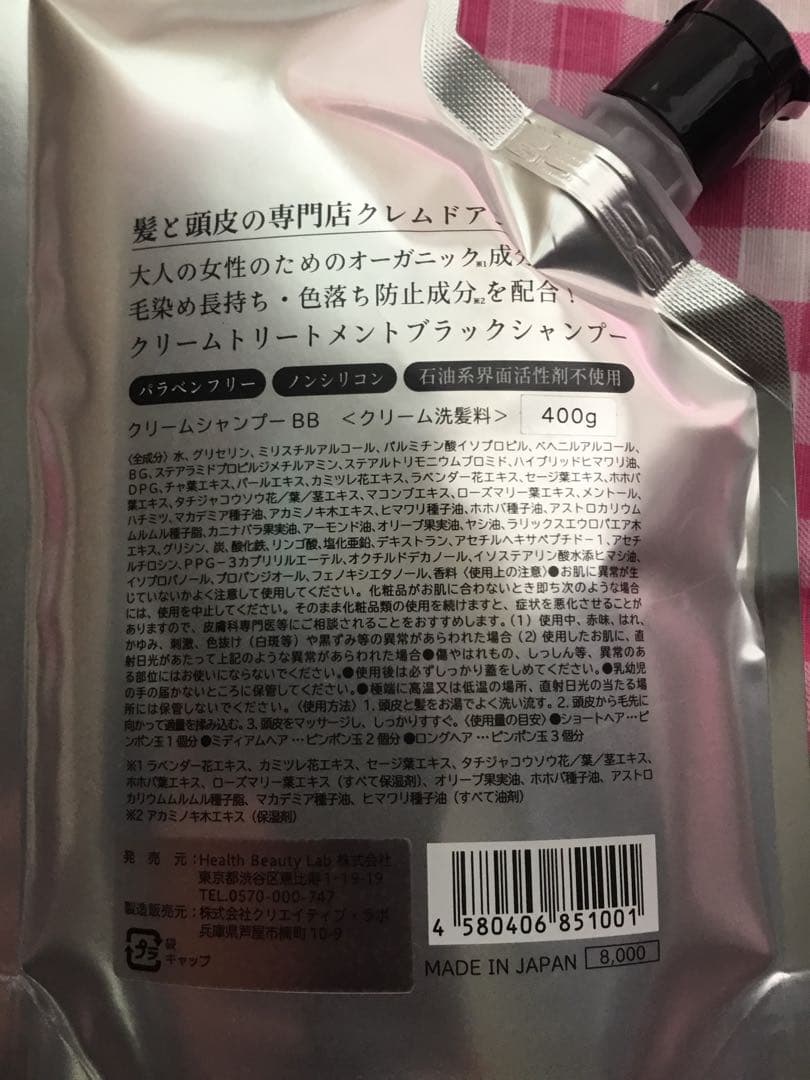 髪と頭皮の専門店クレムドア
大人の女性のためのオーガニック※1成分
毛染め長持ち・色落ち防止成分※2を配合!
クリームトリートメントブラックシャンプー
パラベンフリー ノンシリコン 石油系界面活性剤不使用
クリームシャンプーBB <クリーム洗髪料> 400g
〈全成分〉水、グリセリン、ミリスチルアルコール、パルミチン酸イソプロピル、ベヘニルアルコール、
BG、ステアラミドプロピルジメチルアミン、ステアルトリモニウムブロミド、ハイブリッドヒマワリ油、
DPG、チャ葉エキス、パールエキス、カミツレ花エキス、ラベンダー花エキス、セージ葉エキス、ホホバ
葉エキス、タチジャコウソウ花/葉/茎エキス、マコンブエキス、ローズマリー葉エキス、メントール、
ハチミツ、マカデミア種子油、アカミノキ木エキス、ヒマワリ種子油、ホホバ種子油、アストロカリウム
ムルムル種子脂、カニナバラ果実油、アーモンド油、オリーブ果実油、ヤシ油、ラリックスエウロパエア木
エキス、グリシン、炭、酸化鉄、リンゴ酸、塩化亜鉛、デキストラン、アセチルヘキサペプチド-1、アセチ
ルチロシン、PPG-3カプリリルエーテル、オクチルドデカノール、イソステアリン酸水添ヒマシ油、
イソプロパノール、プロパンジオール、フェノキシエタノール、香料〈使用上の注意〉●お肌に異常が生
じていないかよく注意して使用してください。化粧品がお肌に合わないとき即ち次のような場合
には、使用を中止してください。そのまま化粧品類の使用を続けますと、症状を悪化させることが
ありますので、皮膚科専門医等にご相談されることをおすすめします。(1)使用中、赤味、はれ、
かゆみ、刺激、色抜け(白斑等)や黒ずみ等の異常があらわれた場合(2)使用したお肌に、直
射日光があたって上記のような異常があらわれた場合●傷やはれもの、しっしん等、異常のあ
る部位にはお使いにならないでください。●使用後は必ずしっかり蓋をしめてください。●乳幼児
の手の届かないところに保管してください。●極端に高温又は低温の場所、直射日光の当たる場
所には保管しないでください。〈使用方法〉1.頭皮と髪をお湯でよく洗い流す。2.頭皮から毛先に
向かって適量を揉み込む。3.頭皮をマッサージし、しっかりすすぐ。〈使用量の目安〉●ショートヘア…ピ
ンポン玉1個分●ミディアムヘア…ピンポン玉2個分●ロングヘア…ピンポン玉3個分
※1 ラベンダー花エキス、カミツレ花エキス、セージ葉エキス、タチジャコウソウ花/葉/茎エキス、
ホホバ葉エキス、ローズマリー葉エキス(すべて保湿剤)、オリーブ果実油、ホホバ種子油、アストロ
カリウムムルムル種子脂、マカデミア種子油、ヒマワリ種子油(すべて油剤)
※2 アカミノキ木エキス(保湿剤)
発売元:Health Beauty Lab 株式会社
東京都渋谷区恵比寿1-19-19
TEL.0570-000-747
製造販売元:株式会社クリエイティブ・ラボ
兵庫県芦屋市楠町10-9
プラ 袋
キャップ
4 580406 851001
MADE IN JAPAN 8,000